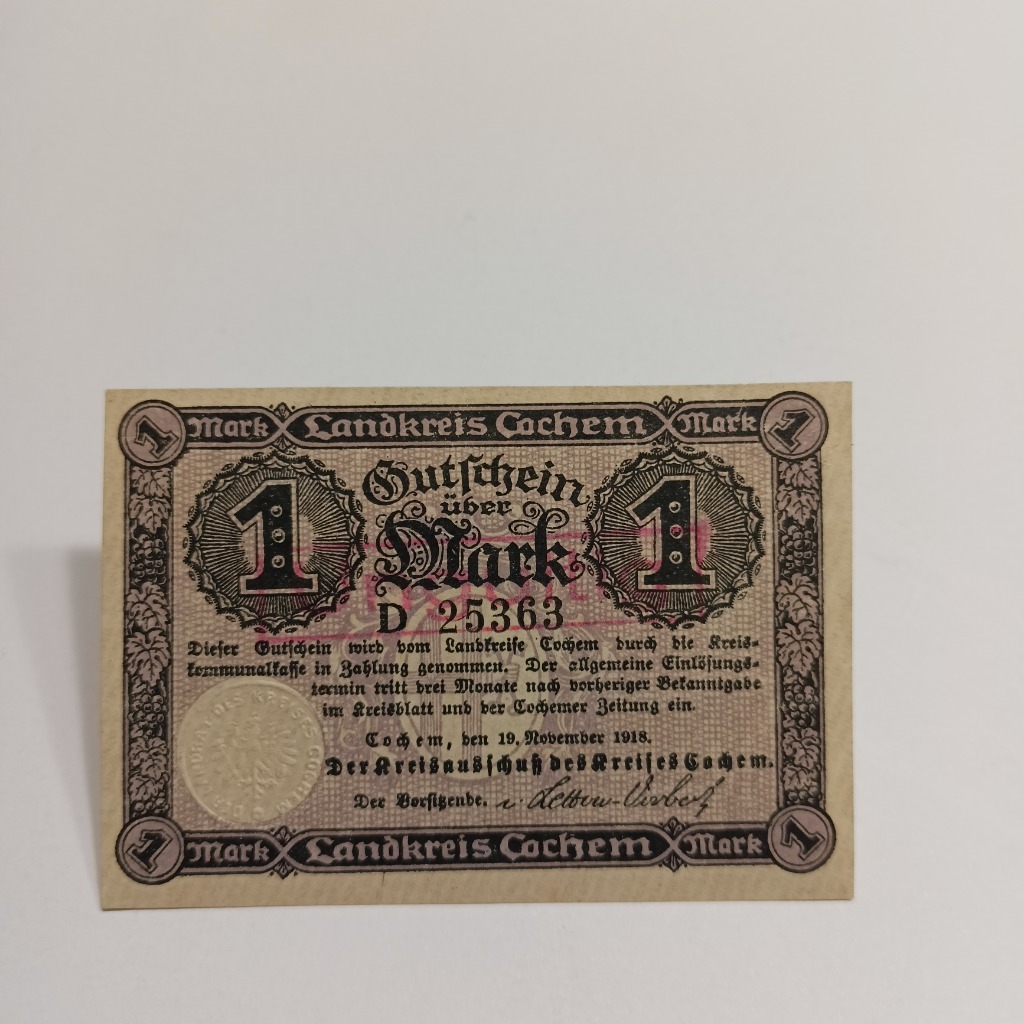 1 Mark Landkreis Cochem Mark 1
Gutschein
über
1 Mark 1
D 25363
Dieser Gutschein wird vom Landkreise Cochem durch die Kreis-
kommunalkasse in Zahlung genommen. Der allgemeine Einlösungs-
termin tritt drei Monate nach vorheriger Bekanntgabe
im Kreisblatt und der Cochemer Zeitung ein.
Cochem, den 19. November 1918.
Der Kreisausschuß des Kreises Cochem.
Der Vorsitzende.
1 Mark Landkreis Cochem Mark 1